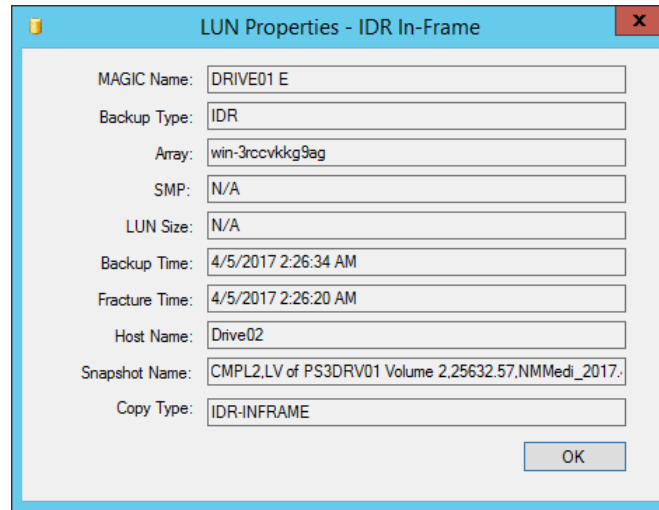 LUN Properties - IDR In-Frame
x
MAGIC Name: DRIVE01 E
Backup Type: IDR
Array: win-3rccvkkg9ag
SMP: N/A
LUN Size: N/A
Backup Time: 4/5/2017 2:26:34 AM
Fracture Time: 4/5/2017 2:26:20 AM
Host Name: Drive02
Snapshot Name: CMPL2,LV of PS3DRV01 Volume 2,25632.57,NMMedi_2017.
Copy Type: IDR-INFRAME
OK